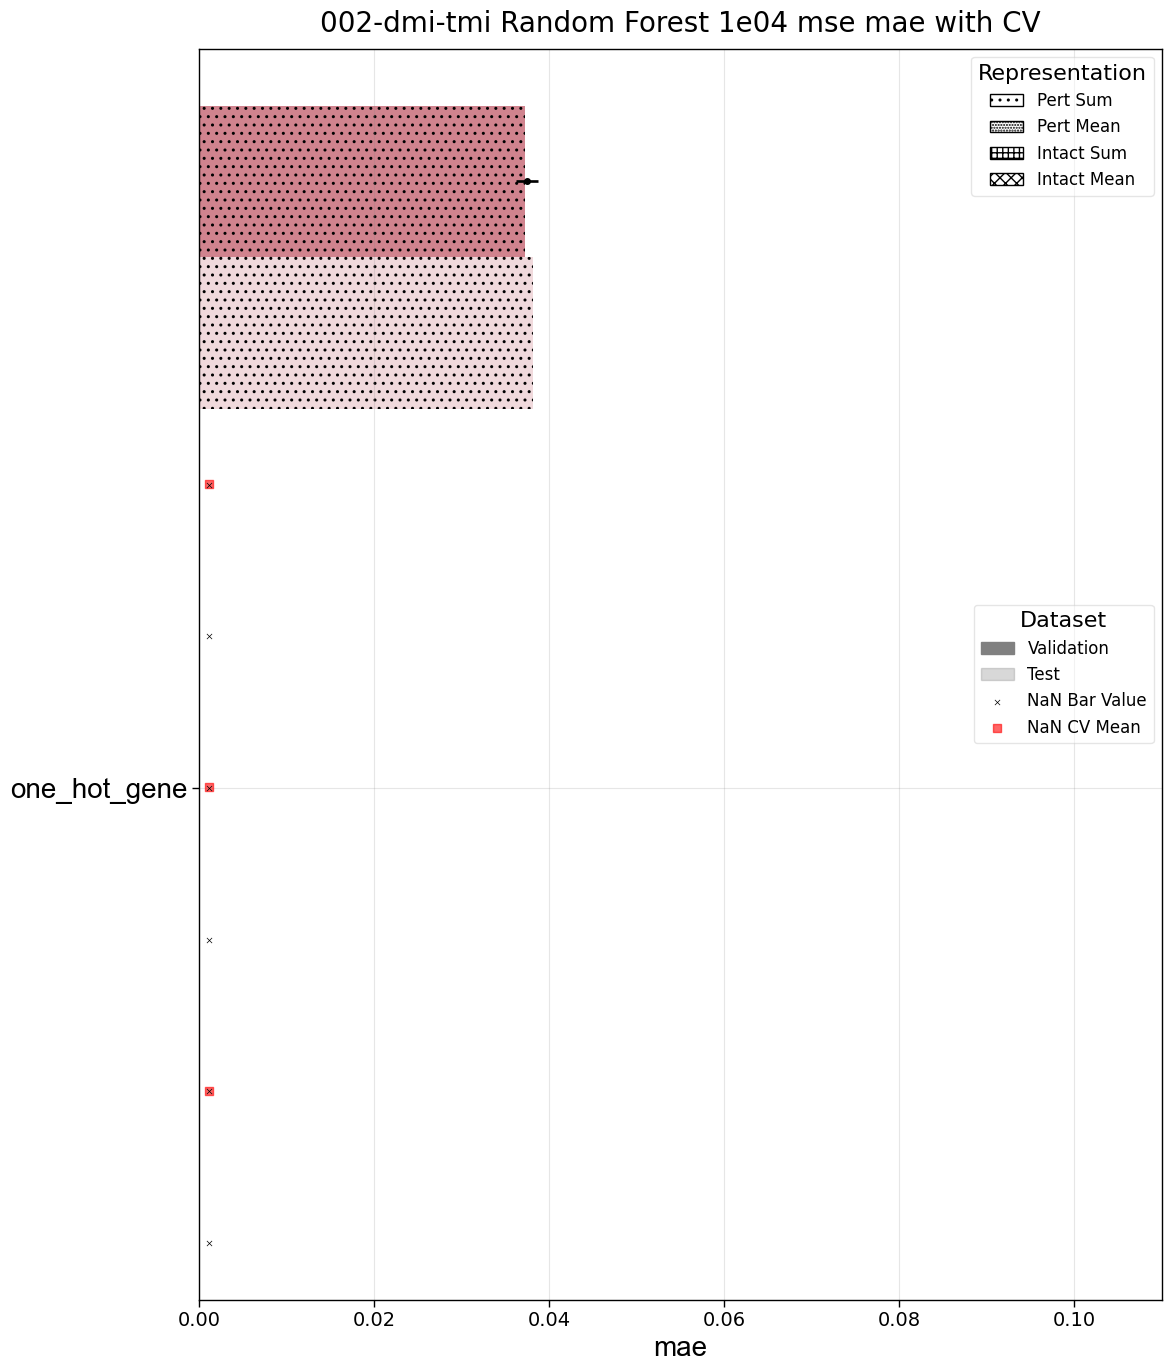 002-dmi-tmi Random Forest 1e04 mse mae with CV
Representation
Pert Sum
Pert Mean
Intact Sum
Intact Mean
Dataset
Validation
Test
NaN Bar Value
NaN CV Mean
one_hot_gene
0.00 0.02 0.04 0.06 0.08 0.10
mae